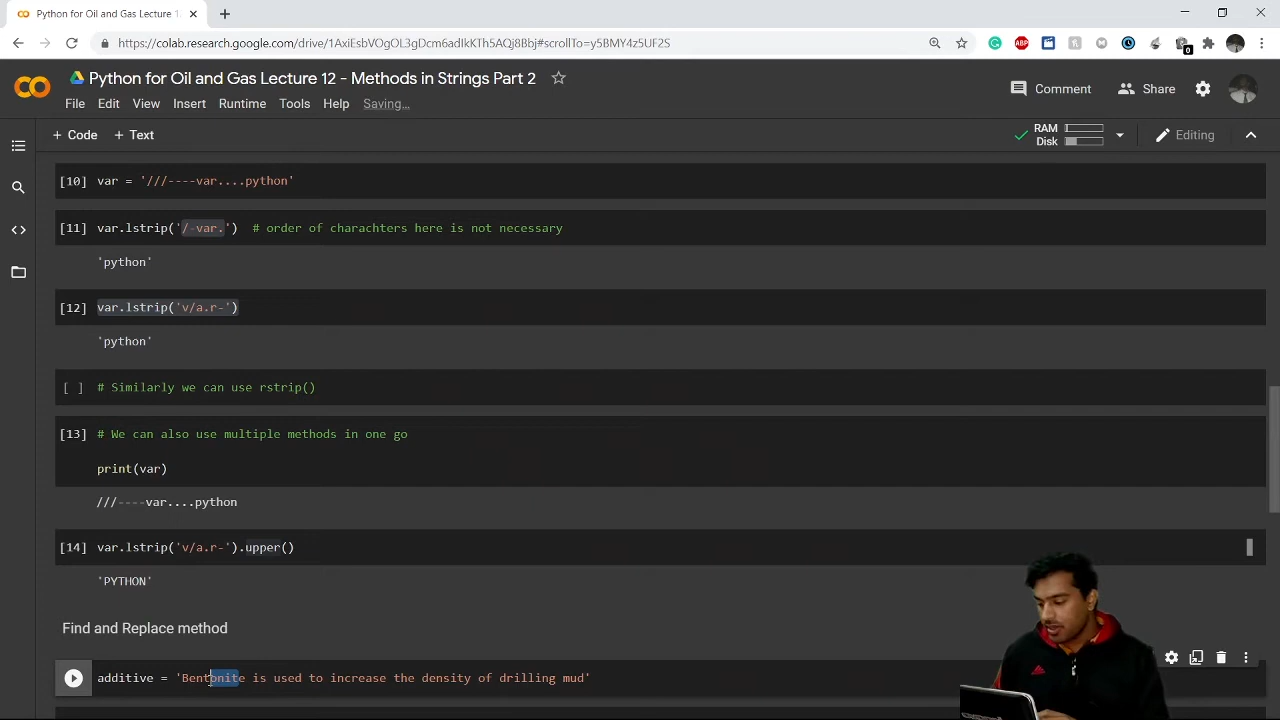 Python for Oil and Gas Lecture 12
https://colab.research.google.com/drive/
Python for Oil and Gas Lecture 12 - Methods in Strings Part 2
Comment
Share
File Edit View Insert Runtime Tools Help Saving...
+ Code + Text
RAM
Disk
Editing
[10] var = '///----var....python'
[11] var.lstrip('/-var.') # order of charachters here is not necessary
'python'
[12] var.lstrip('v/a.r-')
'python'
[ ] # Similarly we can use rstrip()
[13] # We can also use multiple methods in one go
print(var)
///----var....python
[14] var.lstrip('v/a.r-').upper()
'PYTHON'
Find and Replace method
additive = 'Bentonite is used to increase the density of drilling mud'